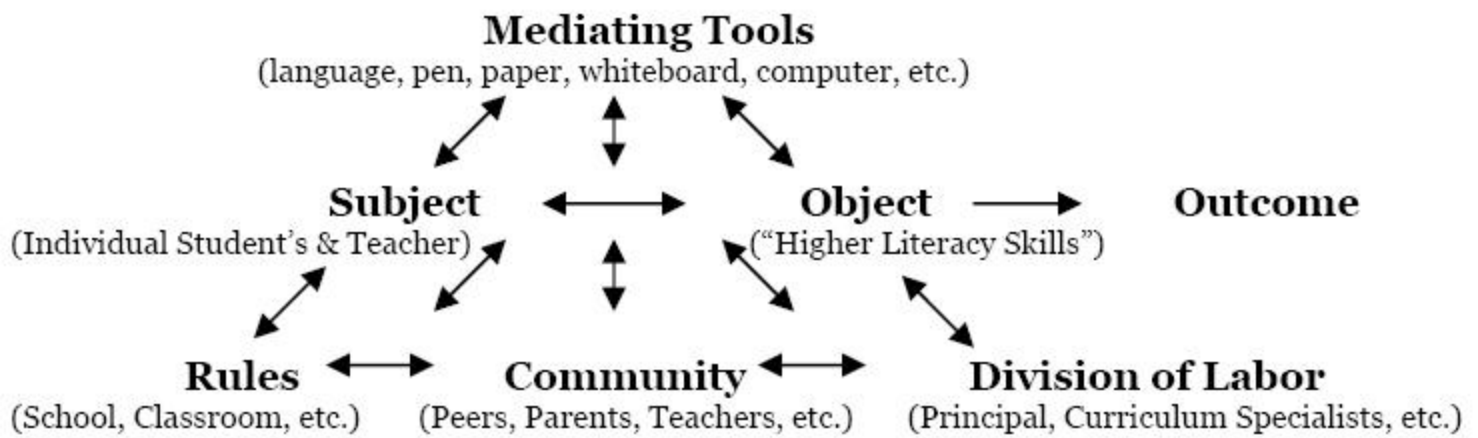 Mediating Tools
(language, pen, paper, whiteboard, computer, etc.)
Subject Object Outcome
(Individual Student’s & Teacher) (“Higher Literacy Skills”)
Rules Community Division of Labor
(School, Classroom, etc.) (Peers, Parents, Teachers, etc.) (Principal, Curriculum Specialists, etc.)